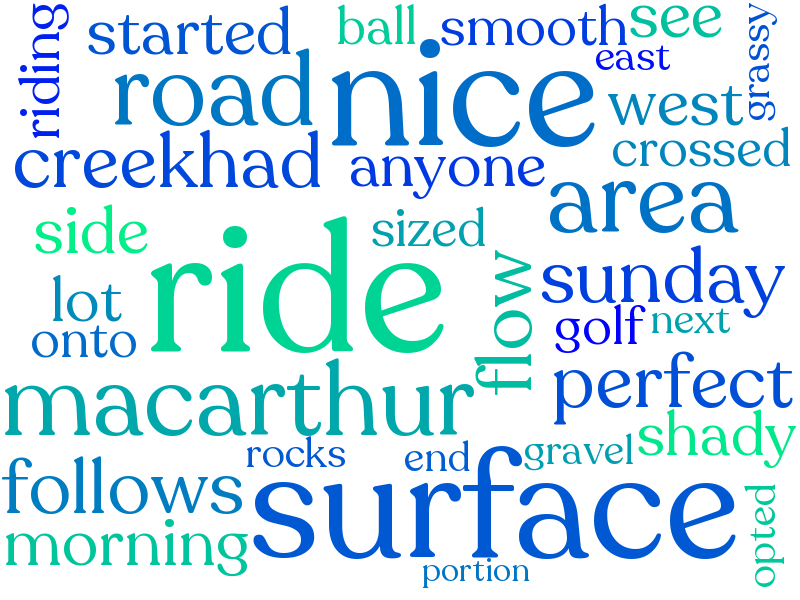 riding
started
ball
smooth
see
east
grassy
road
nice
west
crossed
creekhad
anyone
area
side
sized
ride
flow
sunday
lot
onto
golf
next
macarthur
perfect
shady
follows
rocks
end
gravel
surface
morning
portion
opted